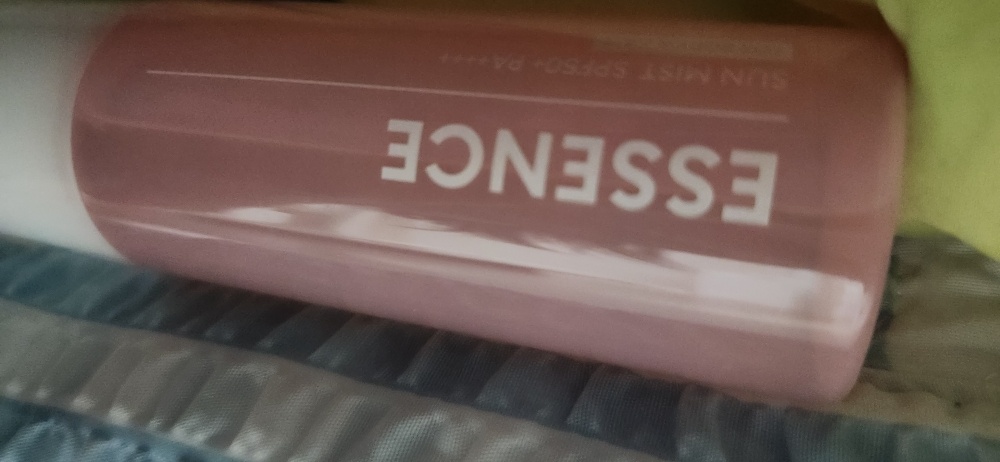 ESSENCE
SUN MIST SPF50+ PA++++